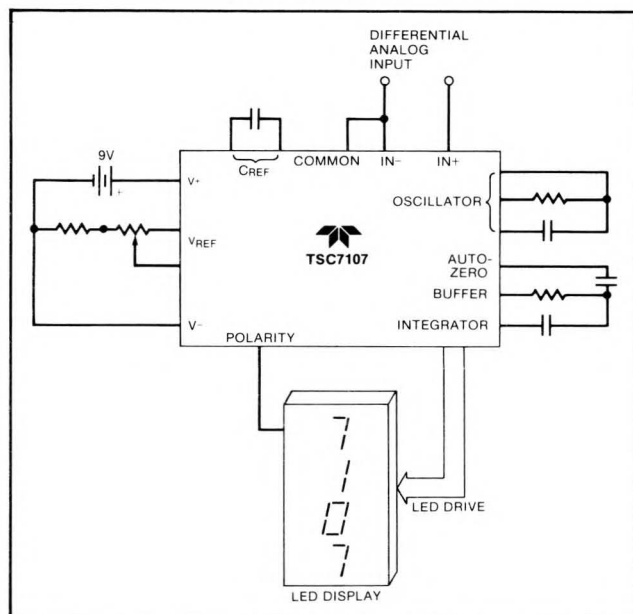 DIFFERENTIAL
ANALOG
INPUT
9V
+
CREF
COMMON
IN-
IN+
V+
OSCILLATOR
VREF
TSC7107
AUTO-
ZERO
BUFFER
V-
INTEGRATOR
POLARITY
7107
LED DRIVE
LED DISPLAY